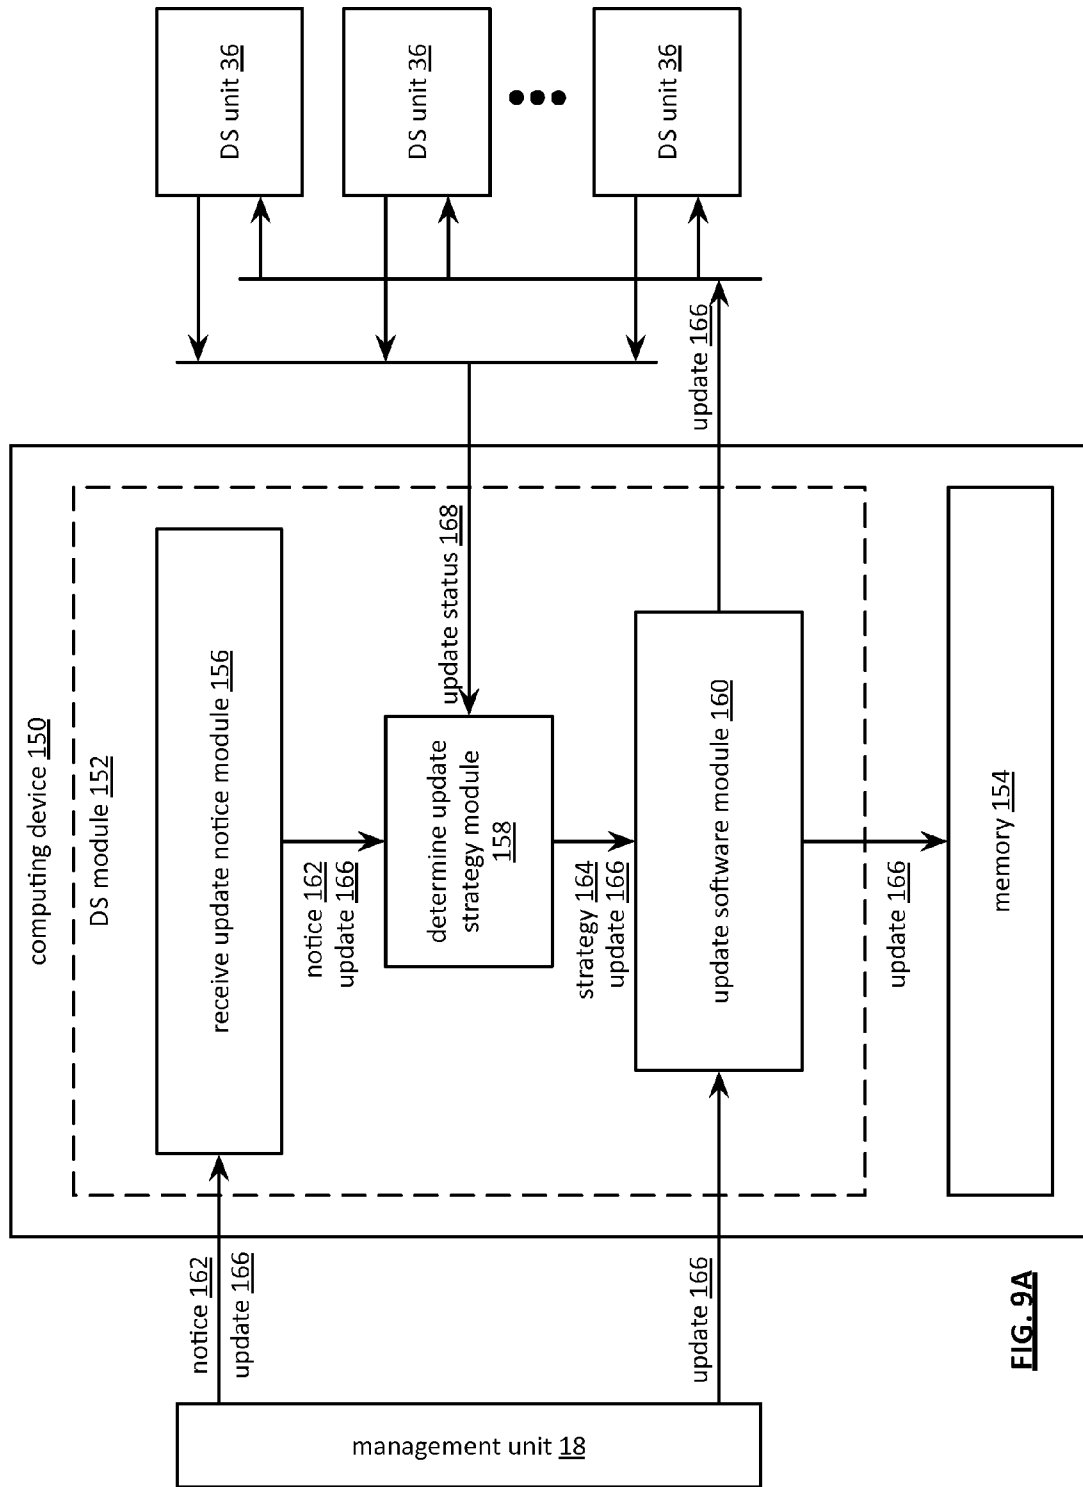 computing device 150
DS module 152
receive update notice module 156
notice 162
update 166
notice 162
update 166
determine update
strategy module
158
update status 168
strategy 164
update 166
update software module 160
update 166
update 166
update 166
memory 154
management unit 18
DS unit 36
DS unit 36
DS unit 36
FIG. 9A